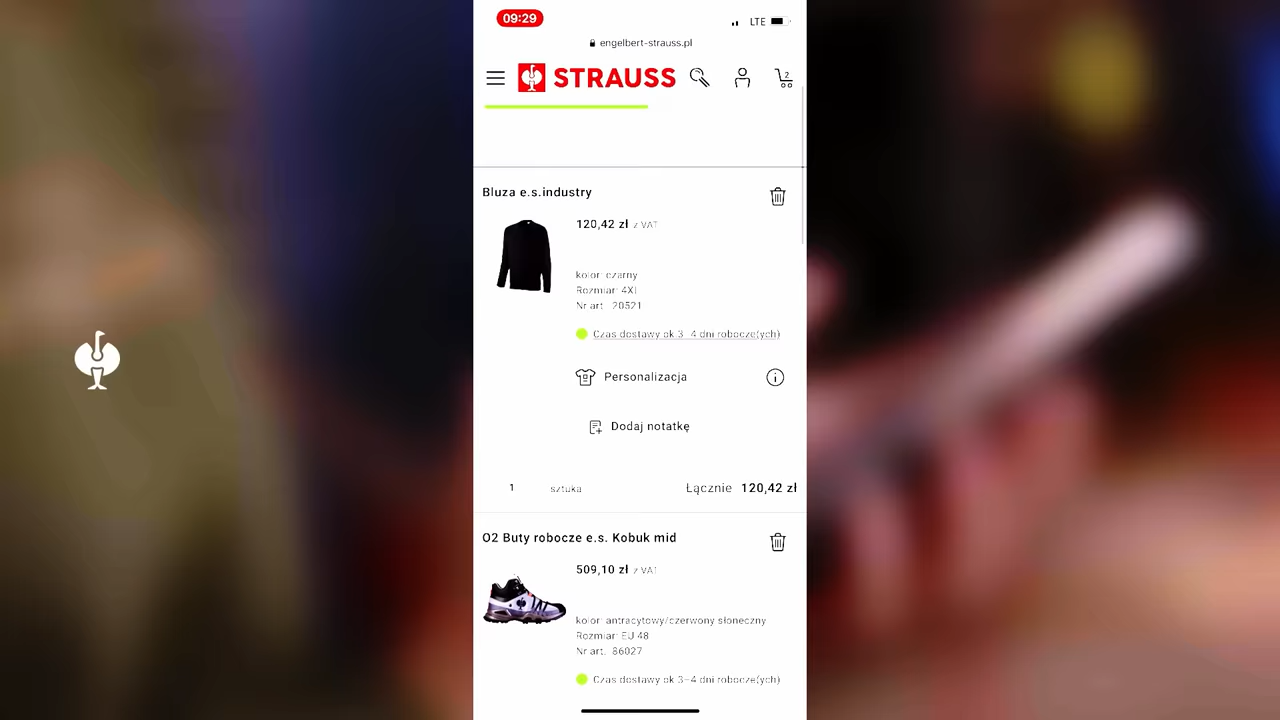 09:29
LTE
engelbert-strauss.pl
STRAUSS
2
Bluza e.s.industry
120,42 zł z VAT
kolor: czarny
Rozmiar: 4XL
Nr art. 20521
Czas dostawy ok 3–4 dni robocze(ych)
Personalizacja
Dodaj notatkę
1 sztuka Łącznie 120,42 zł
O2 Buty robocze e.s. Kobuk mid
509,10 zł z VAT
kolor: antracytowy/czerwony słoneczny
Rozmiar: EU 48
Nr art. 86027
Czas dostawy ok 3–4 dni robocze(ych)